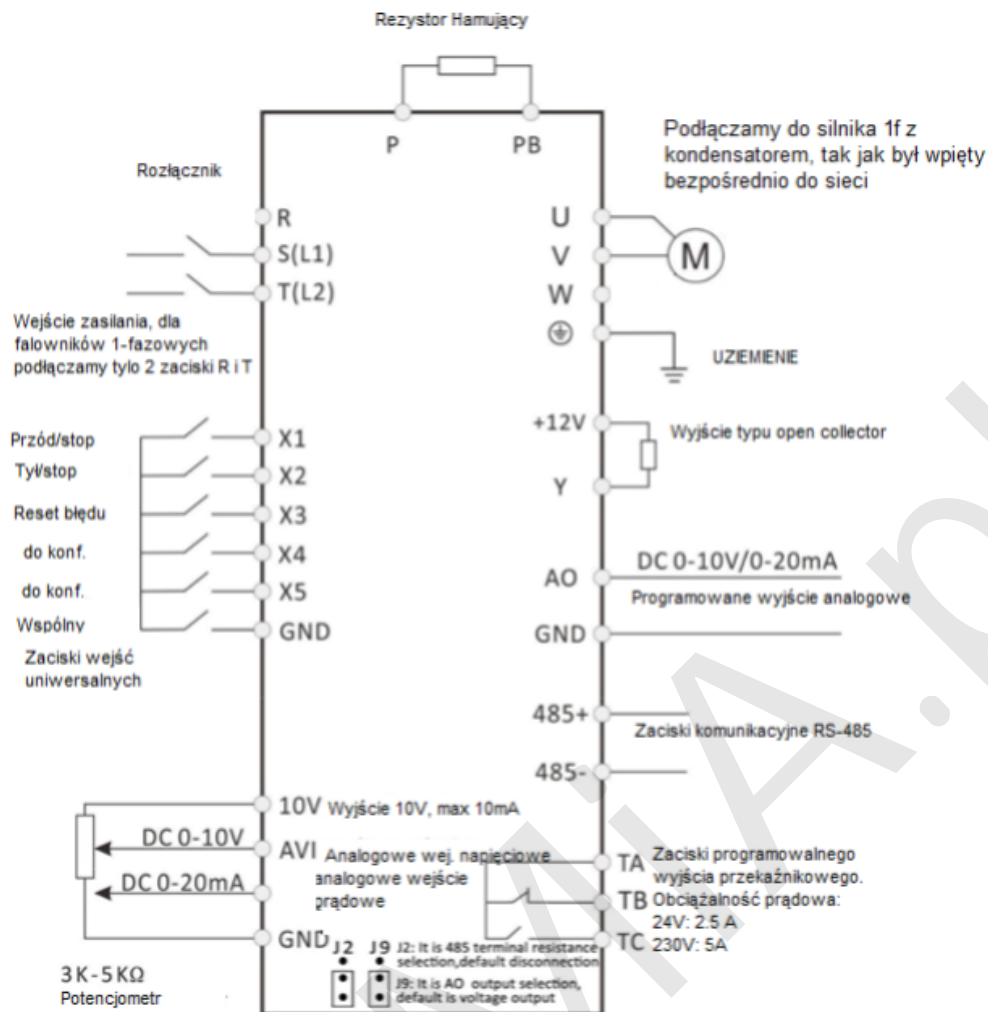 Rezystor Hamujący
P
PB
Podłączamy do silnika 1f z
kondensatorem, tak jak był wpięty
bezpośrednio do sieci
Rozłącznik
R
S(L1)
T(L2)
U
V
W
M
Wejście zasilania, dla
falowników 1-fazowych
podłączamy tylo 2 zaciski R i T
UZIEMIENIE
Przód/stop
X1
Tył/stop
X2
Reset błędu
X3
do konf.
X4
do konf.
X5
Wspólny
GND
Zaciski wejść
uniwersalnych
+12V
Wyjście typu open collector
Y
AO
DC 0-10V/0-20mA
Programowane wyjście analogowe
GND
485+
Zaciski komunikacyjne RS-485
485-
10V Wyjście 10V, max 10mA
DC 0-10V
AVI
Analogowe wej. napięciowe
DC 0-20mA
analogowe wejście
prądowe
GND
3K-5KΩ
Potencjometr
TA
TB
TC
Zaciski programowalnego
wyjścia przekaźnikowego.
Obciążalność prądowa:
24V: 2.5 A
230V: 5A
J2 J9
J2: It is 485 terminal resistance
selection,default disconnection
J9: It is AO output selection,
default is voltage output